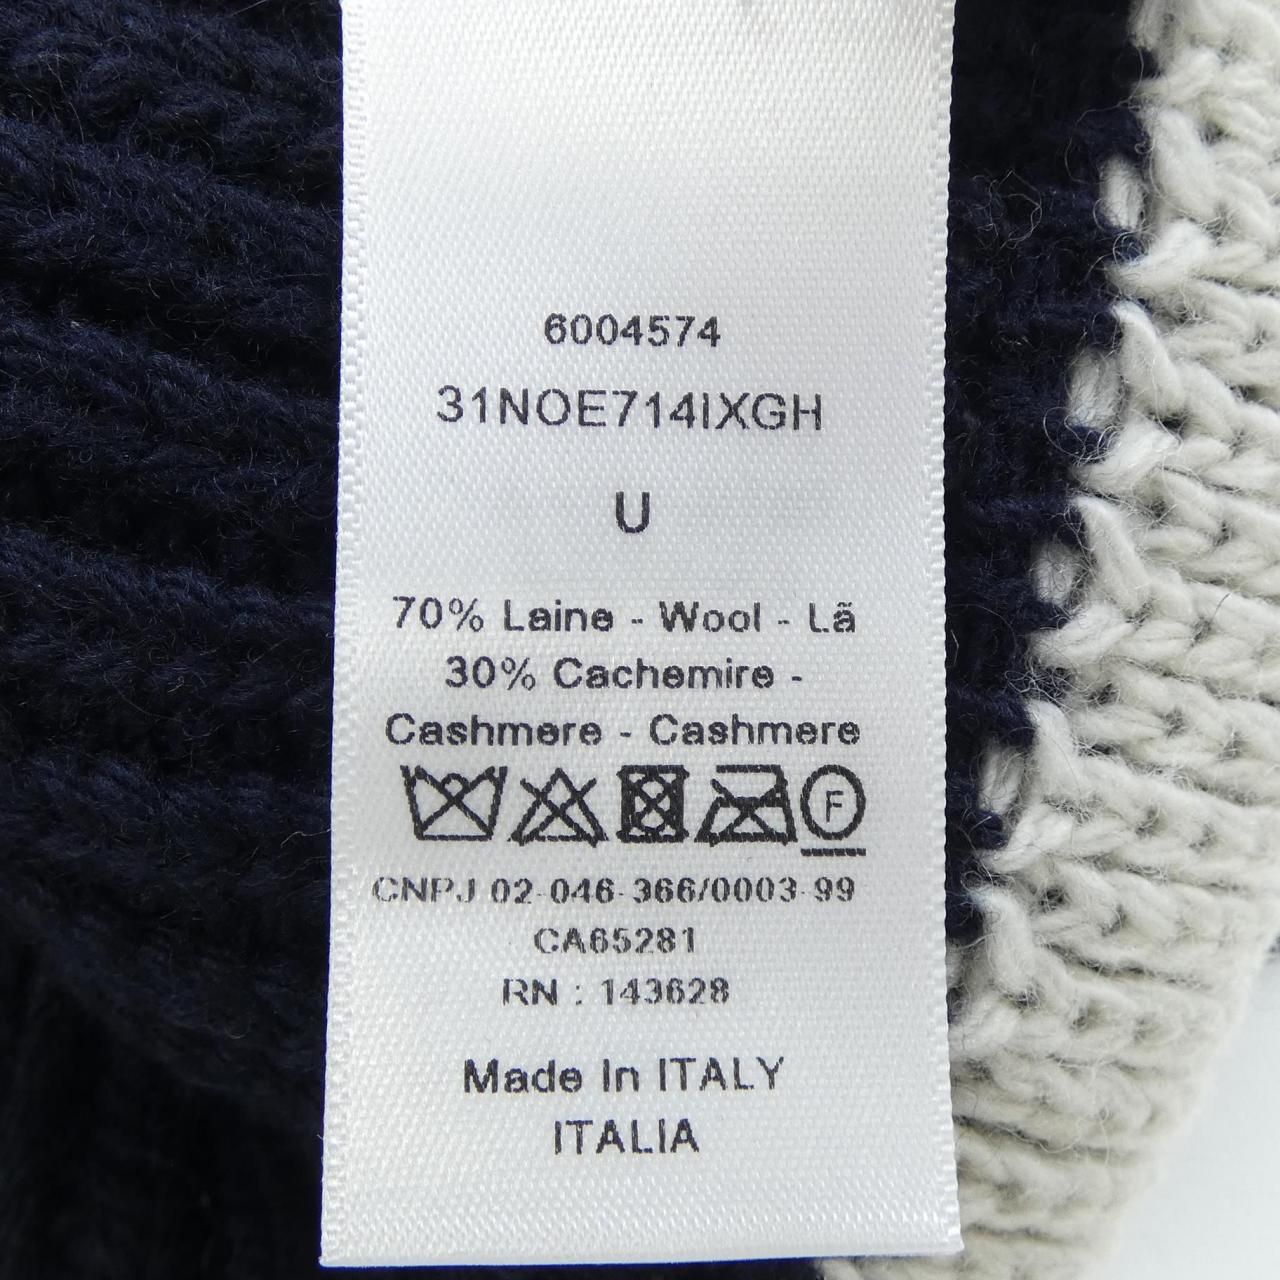 6004574
31NOE714IXGH
U
70% Laine - Wool - Lã
30% Cachemire -
Cashmere - Cashmere
F
CNPJ 02-046-366/0003-99
CA65281
RN : 143628
Made In ITALY
ITALIA